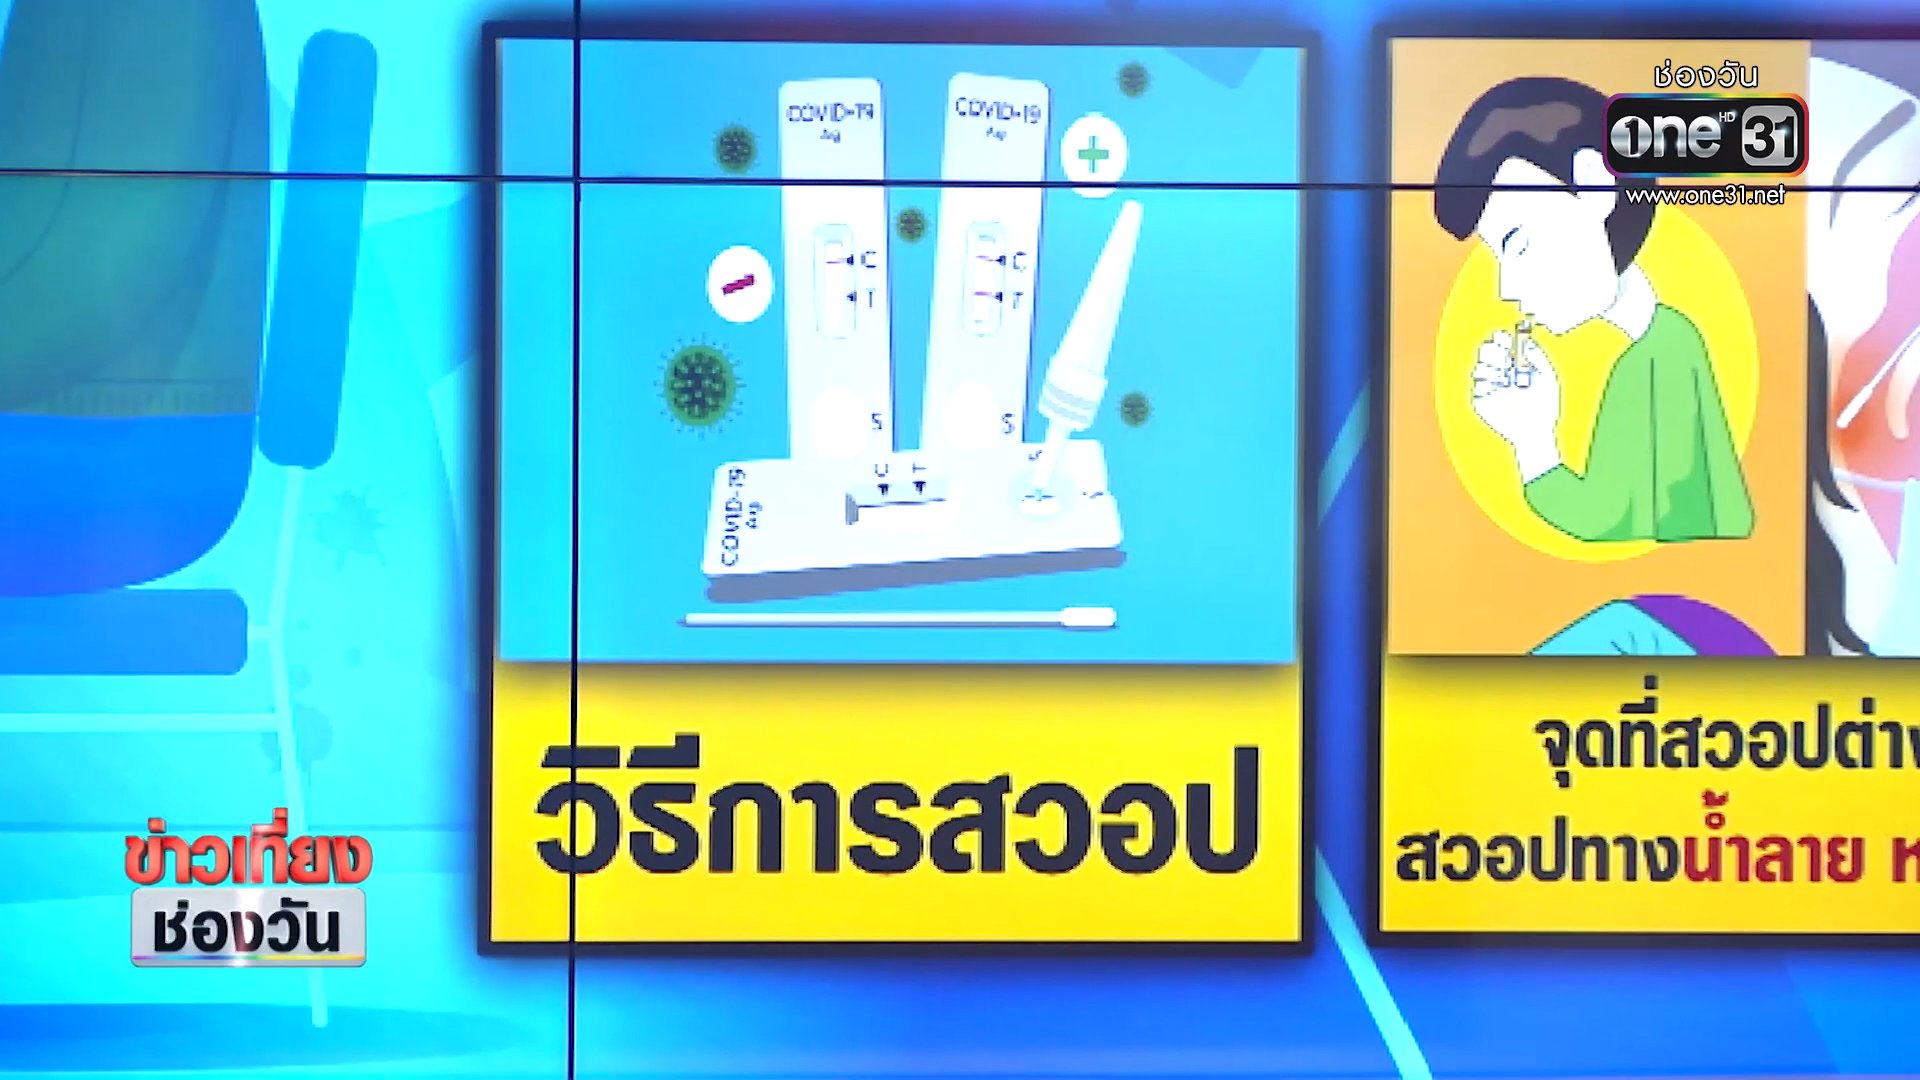 ช่องวัน
one HD 31
www.one31.net
COVID-19
Ag
C
T
S
COVID-19
Ag
C
T
S
COVID-19
Ag
C
T
S
วิธีการสวอป
จุดที่สวอปต่าง
สวอปทางน้ำลาย
ข่าวเที่ยง
ช่องวัน